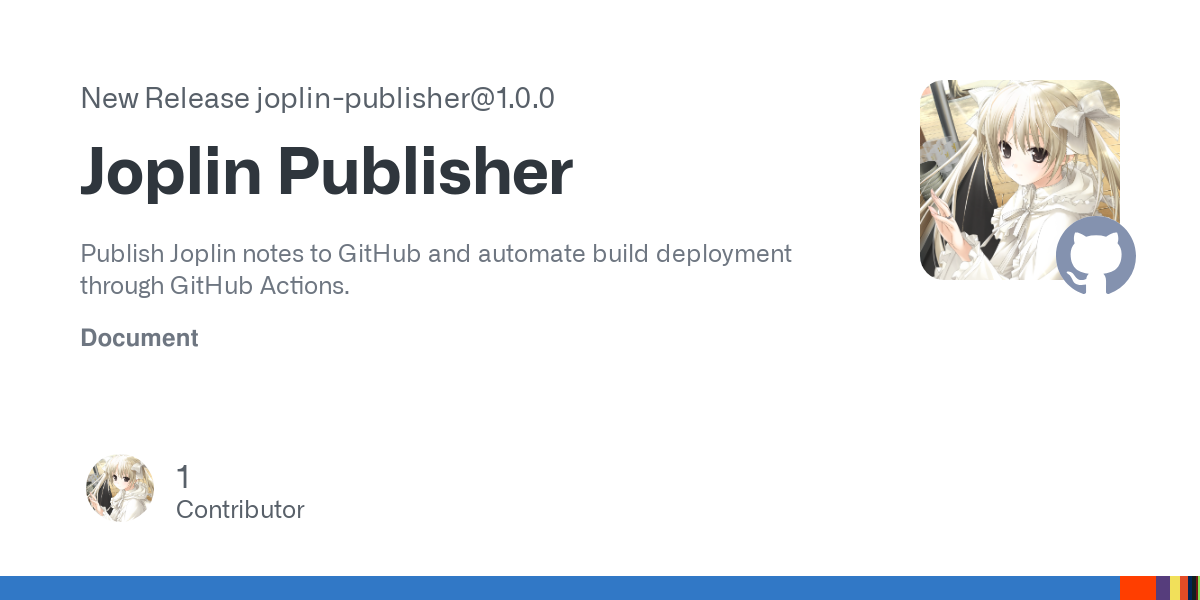 New Release joplin-publisher@1.0.0
Joplin Publisher
Publish Joplin notes to GitHub and automate build deployment
through GitHub Actions.
Document
1
Contributor